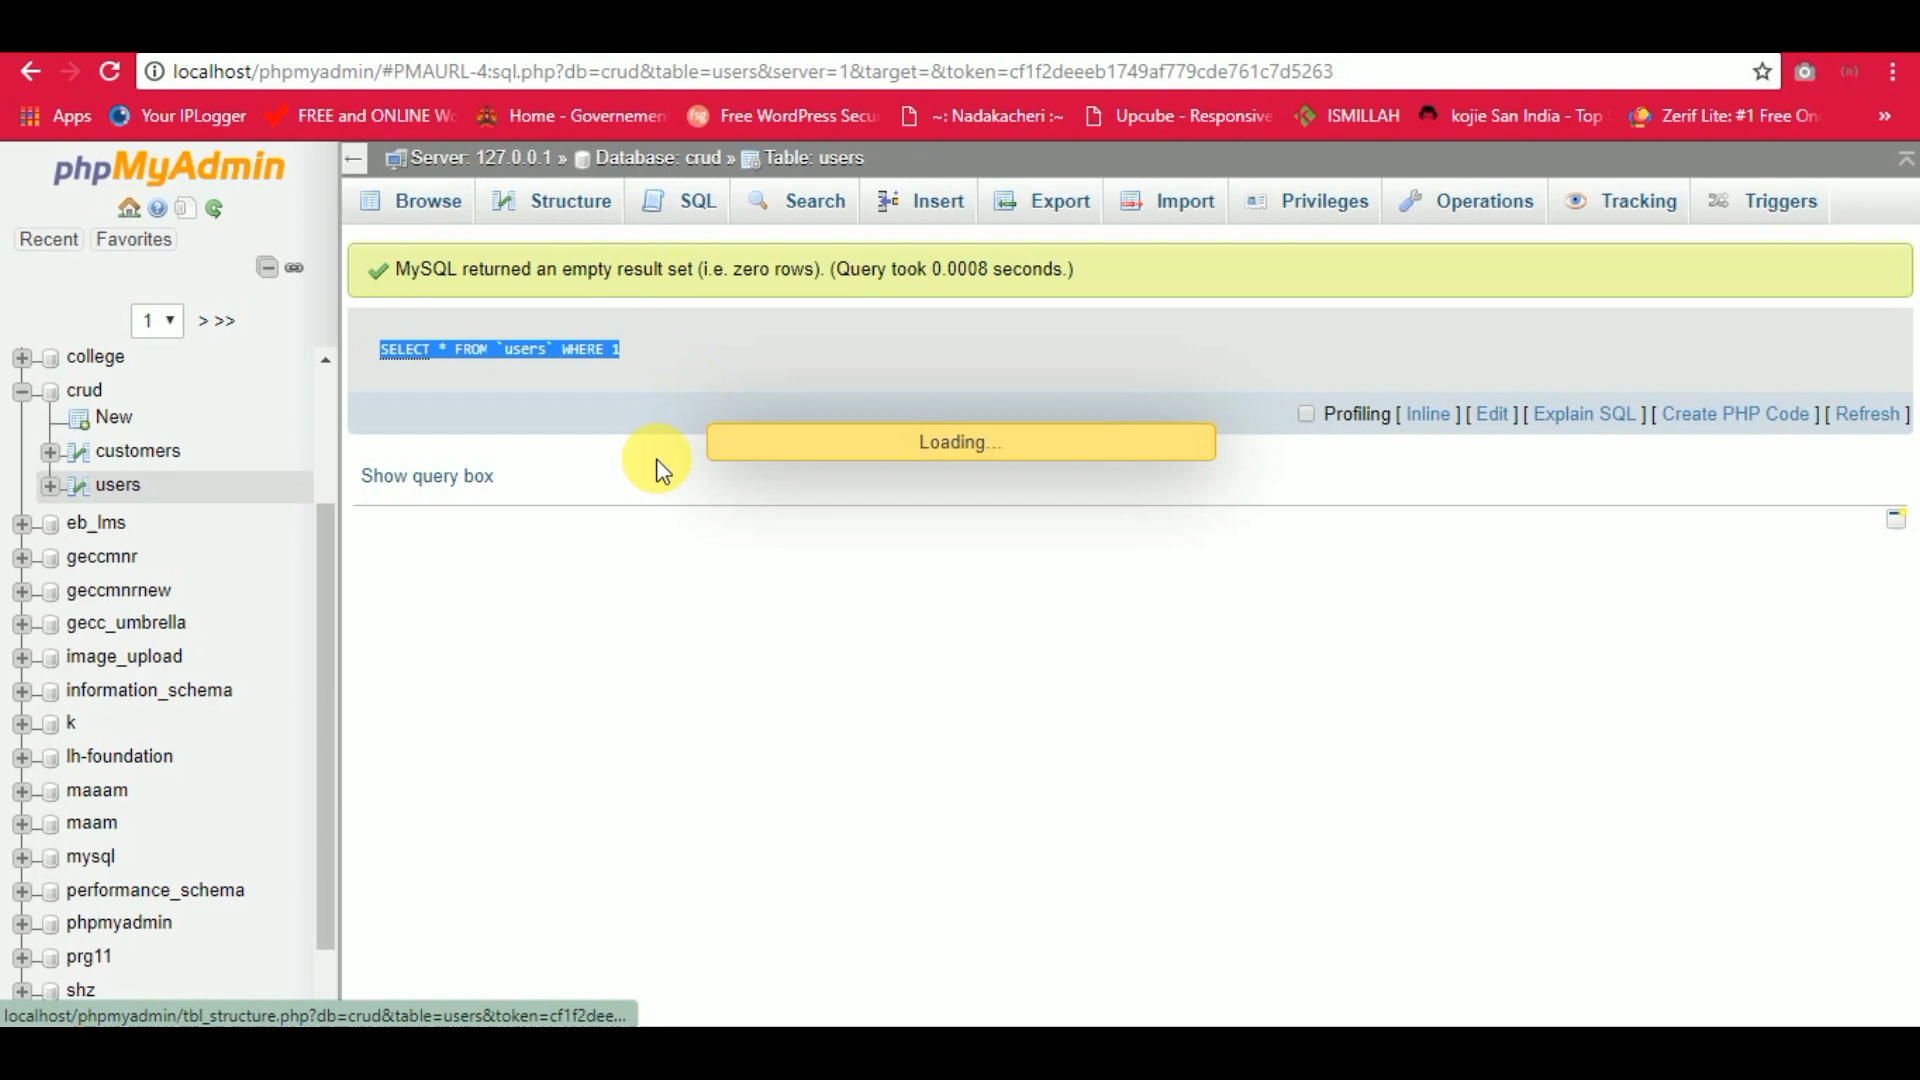 localhost/phpmyadmin/#PMAURL-4:sql.php?db=crud&table=users&server=1&target=&token=cf1f2deeeb1749af779cde761c7d5263
Apps Your IPLogger FREE and ONLINE Wo Home - Governemen Free WordPress Secu ~: Nadakacheri :~ Upcube - Responsive ISMILLAH kojie San India - Top Zerif Lite: #1 Free On »
phpMyAdmin
Recent Favorites
1 > >>
college
crud
New
customers
users
eb_lms
geccmnr
geccmnrnew
gecc_umbrella
image_upload
information_schema
k
lh-foundation
maaam
maam
mysql
performance_schema
phpmyadmin
prg11
shz
Server: 127.0.0.1 » Database: crud » Table: users
Browse Structure SQL Search Insert Export Import Privileges Operations Tracking Triggers
MySQL returned an empty result set (i.e. zero rows). (Query took 0.0008 seconds.)
SELECT * FROM `users` WHERE 1
Profiling [ Inline ] [ Edit ] [ Explain SQL ] [ Create PHP Code ] [ Refresh ]
Loading...
Show query box
localhost/phpmyadmin/tbl_structure.php?db=crud&table=users&token=cf1f2dee...